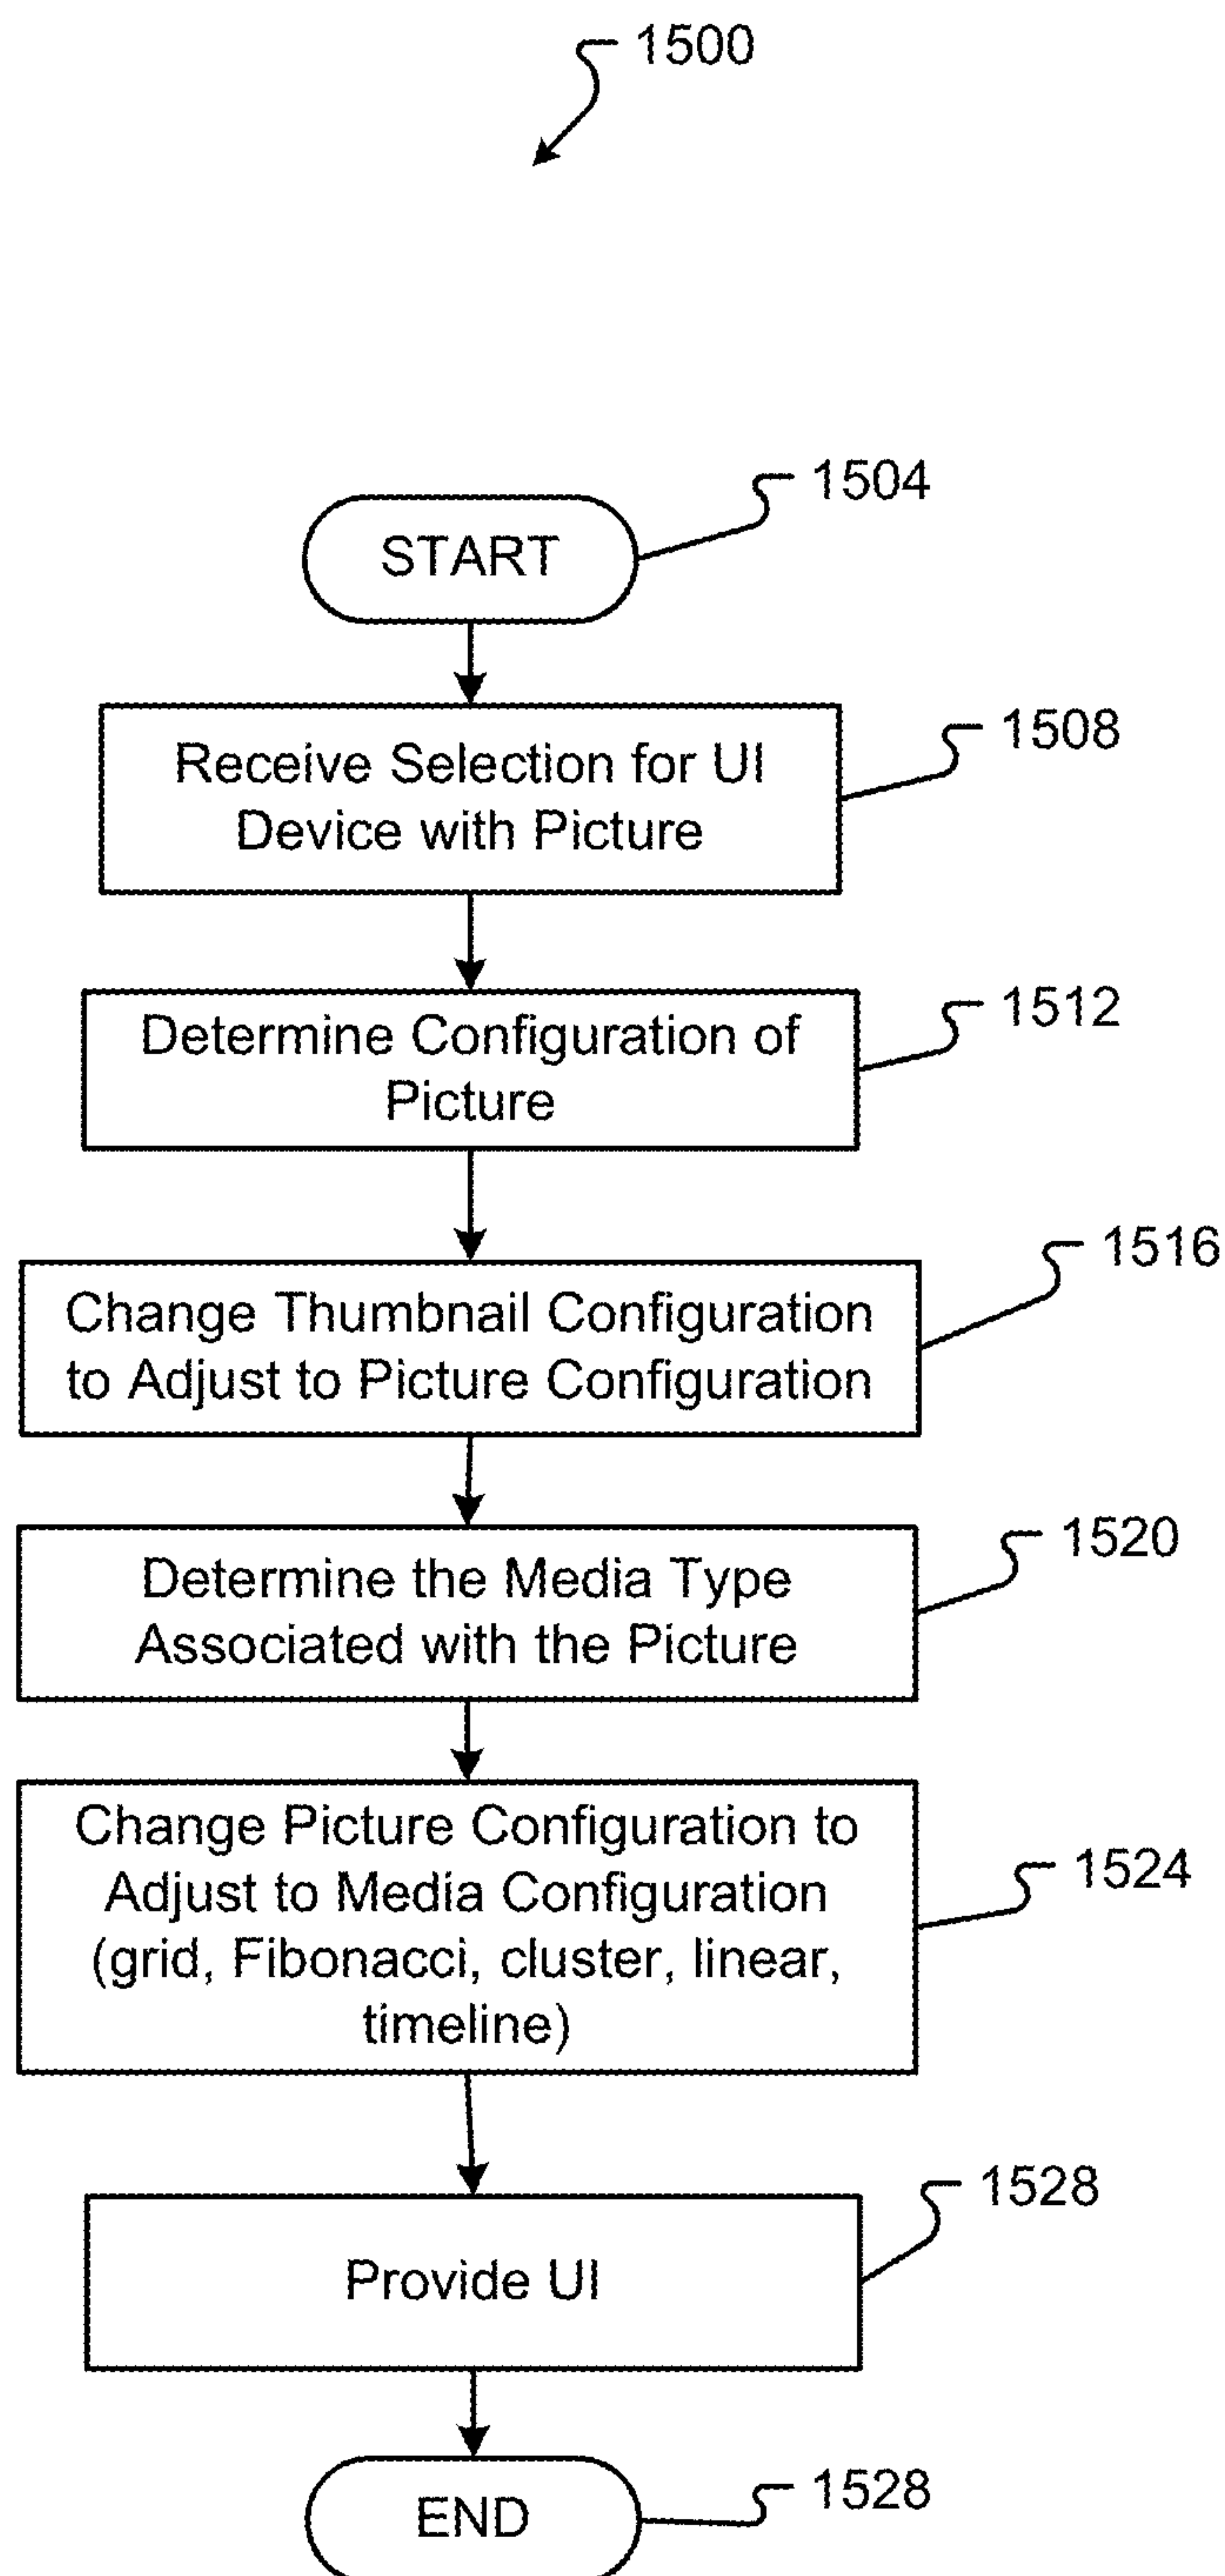 1500
1504
START
1508
Receive Selection for UI
Device with Picture
1512
Determine Configuration of
Picture
1516
Change Thumbnail Configuration
to Adjust to Picture Configuration
1520
Determine the Media Type
Associated with the Picture
1524
Change Picture Configuration to
Adjust to Media Configuration
(grid, Fibonacci, cluster, linear,
timeline)
1528
Provide UI
1528
END